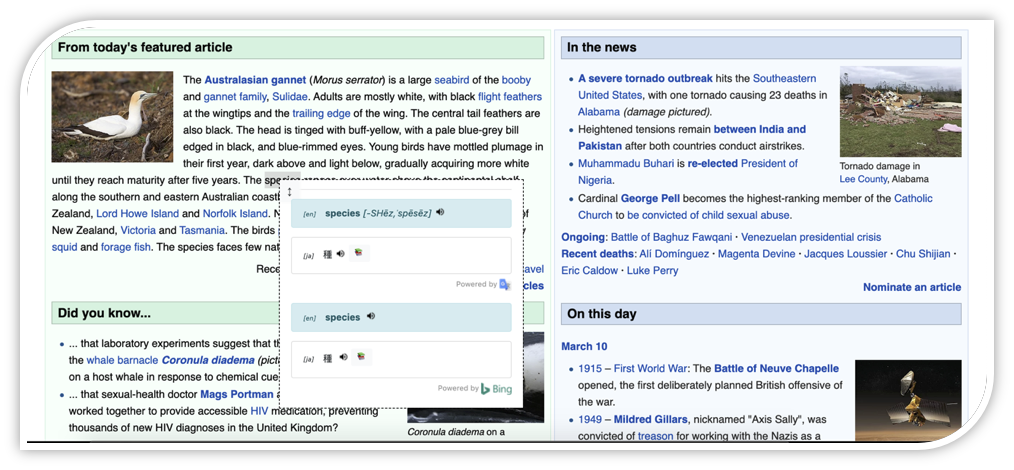 From today's featured article
The Australasian gannet (Morus serrator) is a large seabird of the booby
and gannet family, Sulidae. Adults are mostly white, with black flight feathers
at the wingtips and the trailing edge of the wing. The central tail feathers are
also black. The head is tinged with buff-yellow, with a pale blue-grey bill
edged in black, and blue-rimmed eyes. Young birds have mottled plumage in
their first year, dark above and light below, gradually acquiring more white
until they reach maturity after five years. The species ranges over water above the continental shelf
along the southern and eastern Australian coast
Zealand, Lord Howe Island and Norfolk Island. N of
New Zealand, Victoria and Tasmania. The birds
squid and forage fish. The species faces few nat
Rece avel
cles
↕
[en] species [-SHēz,ˈspēsēz]
[ja] 種
Powered by
[en] species
[ja] 種
Powered by Bing
Did you know...
... that laboratory experiments suggest that t
the whale barnacle Coronula diadema (pict
on a host whale in response to chemical cue
... that sexual-health doctor Mags Portman a
worked together to provide accessible HIV medication, preventing
thousands of new HIV diagnoses in the United Kingdom?
Coronula diadema on a
In the news
• A severe tornado outbreak hits the Southeastern
United States, with one tornado causing 23 deaths in
Alabama (damage pictured).
• Heightened tensions remain between India and
Pakistan after both countries conduct airstrikes.
• Muhammadu Buhari is re-elected President of
Nigeria.
• Cardinal George Pell becomes the highest-ranking member of the Catholic
Church to be convicted of child sexual abuse.
Tornado damage in
Lee County, Alabama
Ongoing: Battle of Baghuz Fawqani · Venezuelan presidential crisis
Recent deaths: Alí Domínguez · Magenta Devine · Jacques Loussier · Chu Shijian ·
Eric Caldow · Luke Perry
Nominate an article
On this day
March 10
• 1915 – First World War: The Battle of Neuve Chapelle
opened, the first deliberately planned British offensive of
the war.
• 1949 – Mildred Gillars, nicknamed "Axis Sally", was
convicted of treason for working with the Nazis as a